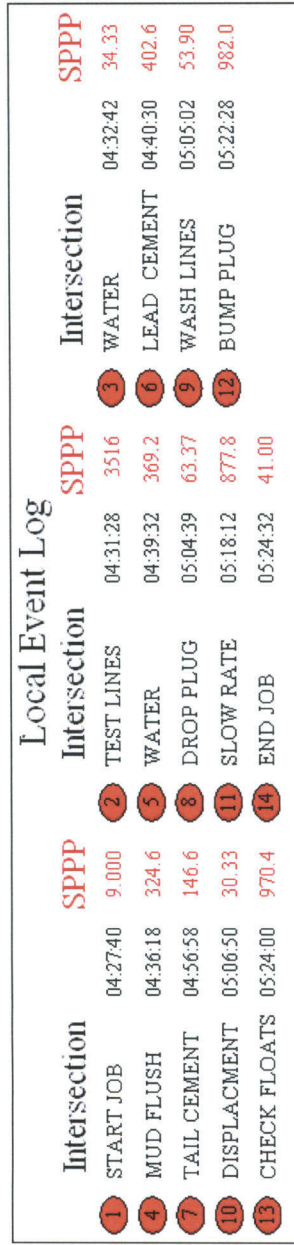 Local Event Log
Intersection SPPP Intersection SPPP Intersection SPPP
1 START JOB 04:27:40 9.000 2 TEST LINES 04:31:28 3516 3 WATER 04:32:42 34.33
4 MUD FLUSH 04:36:18 324.6 5 WATER 04:39:32 369.2 6 LEAD CEMENT 04:40:30 402.6
7 TAIL CEMENT 04:56:58 146.6 8 DROP PLUG 05:04:39 63.37 9 WASH LINES 05:05:02 53.90
10 DISPLACMENT 05:06:50 30.33 11 SLOW RATE 05:18:12 877.8 12 BUMP PLUG 05:22:28 982.0
13 CHECK FLOATS 05:24:00 970.4 14 END JOB 05:24:32 41.00